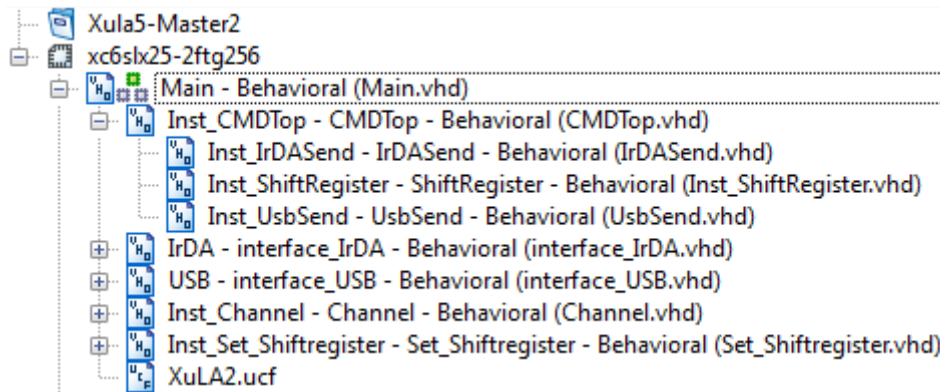 Xula5-Master2
xc6slx25-2ftg256
Main - Behavioral (Main.vhd)
Inst_CMDTop - CMDTop - Behavioral (CMDTop.vhd)
Inst_IrDASend - IrDASend - Behavioral (IrDASend.vhd)
Inst_ShiftRegister - ShiftRegister - Behavioral (Inst_ShiftRegister.vhd)
Inst_UsbSend - UsbSend - Behavioral (UsbSend.vhd)
IrDA - interface_IrDA - Behavioral (interface_IrDA.vhd)
USB - interface_USB - Behavioral (interface_USB.vhd)
Inst_Channel - Channel - Behavioral (Channel.vhd)
Inst_Set_Shiftregister - Set_Shiftregister - Behavioral (Set_Shiftregister.vhd)
XuLA2.ucf